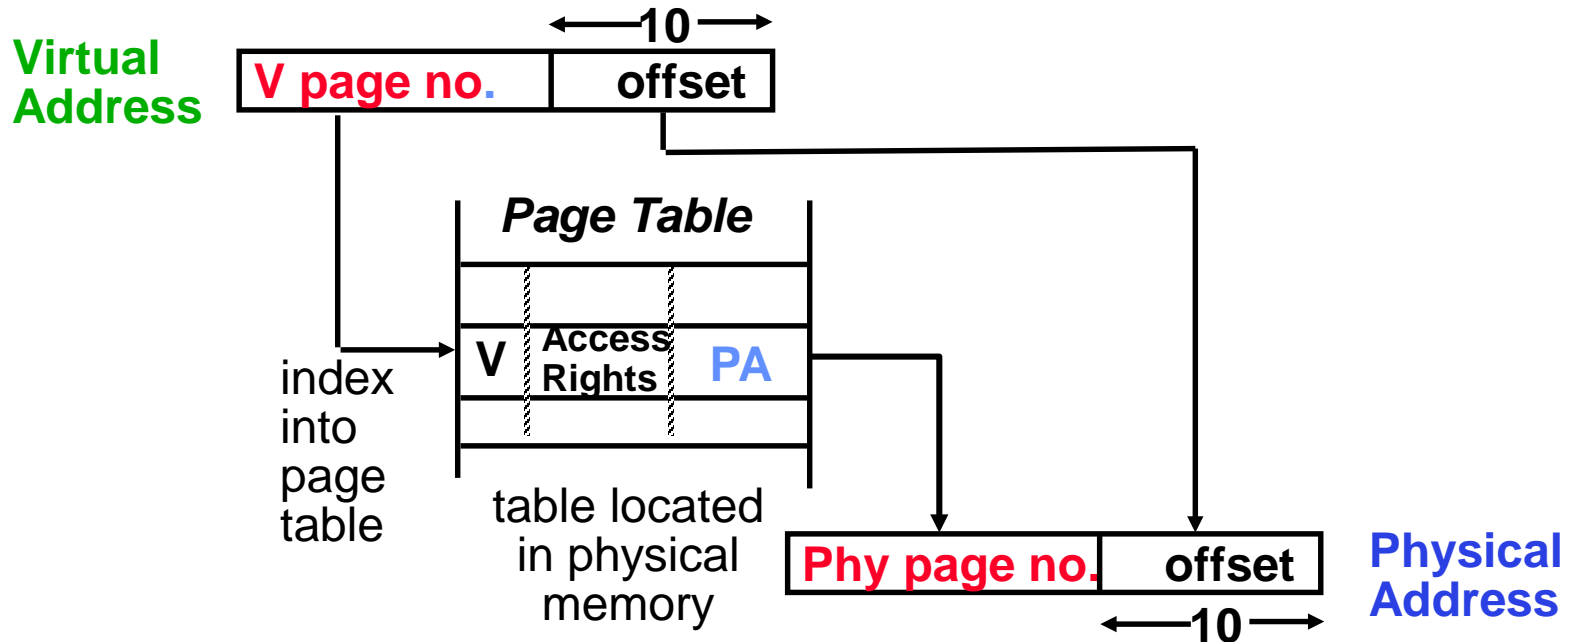 10
Virtual
Address
V page no.
offset
Page Table
V
Access
Rights
PA
index
into
page
table
table located
in physical
memory
Phy page no.
offset
Physical
Address
10